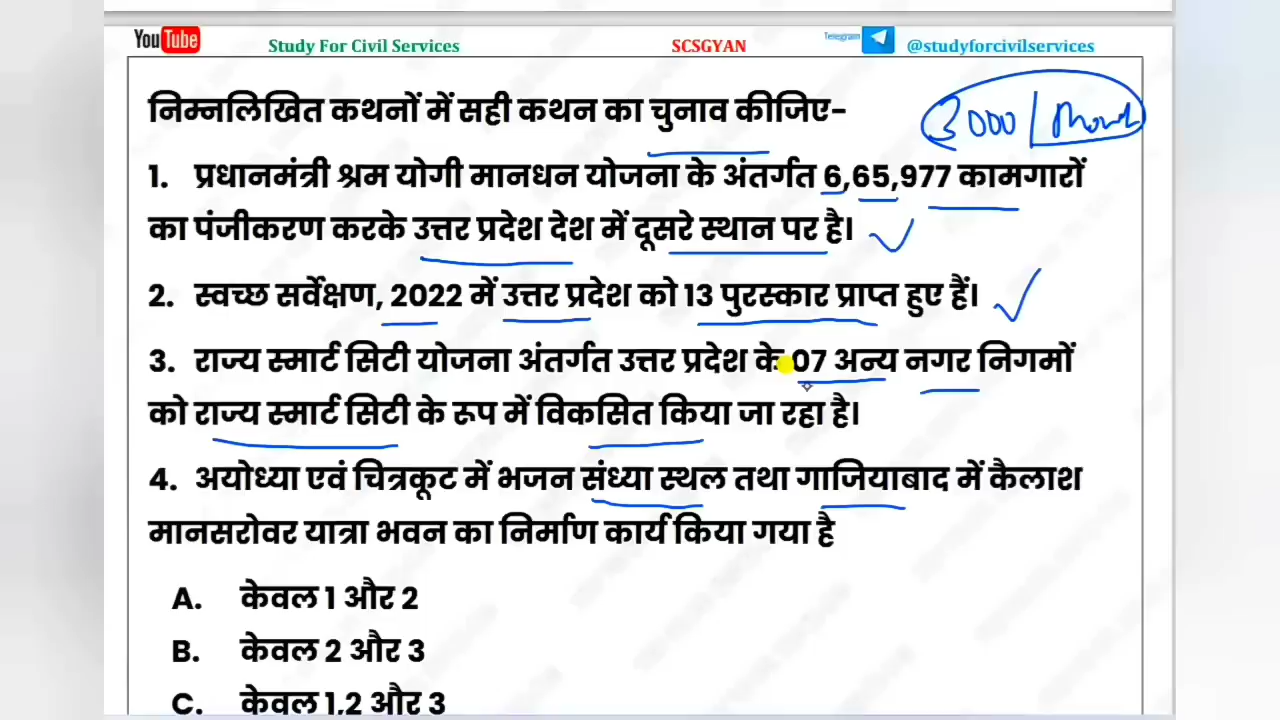 YouTube Study For Civil Services SCSGYAN Telegram @studyforcivilservices
निम्नलिखित कथनों में सही कथन का चुनाव कीजिए-
3000/Month
1. प्रधानमंत्री श्रम योगी मानधन योजना के अंतर्गत 6,65,977 कामगारों
का पंजीकरण करके उत्तर प्रदेश देश में दूसरे स्थान पर है।
2. स्वच्छ सर्वेक्षण, 2022 में उत्तर प्रदेश को 13 पुरस्कार प्राप्त हुए हैं।
3. राज्य स्मार्ट सिटी योजना अंतर्गत उत्तर प्रदेश के 07 अन्य नगर निगमों
को राज्य स्मार्ट सिटी के रूप में विकसित किया जा रहा है।
4. अयोध्या एवं चित्रकूट में भजन संध्या स्थल तथा गाजियाबाद में कैलाश
मानसरोवर यात्रा भवन का निर्माण कार्य किया गया है
A. केवल 1 और 2
B. केवल 2 और 3
C. केवल 1,2 और 3